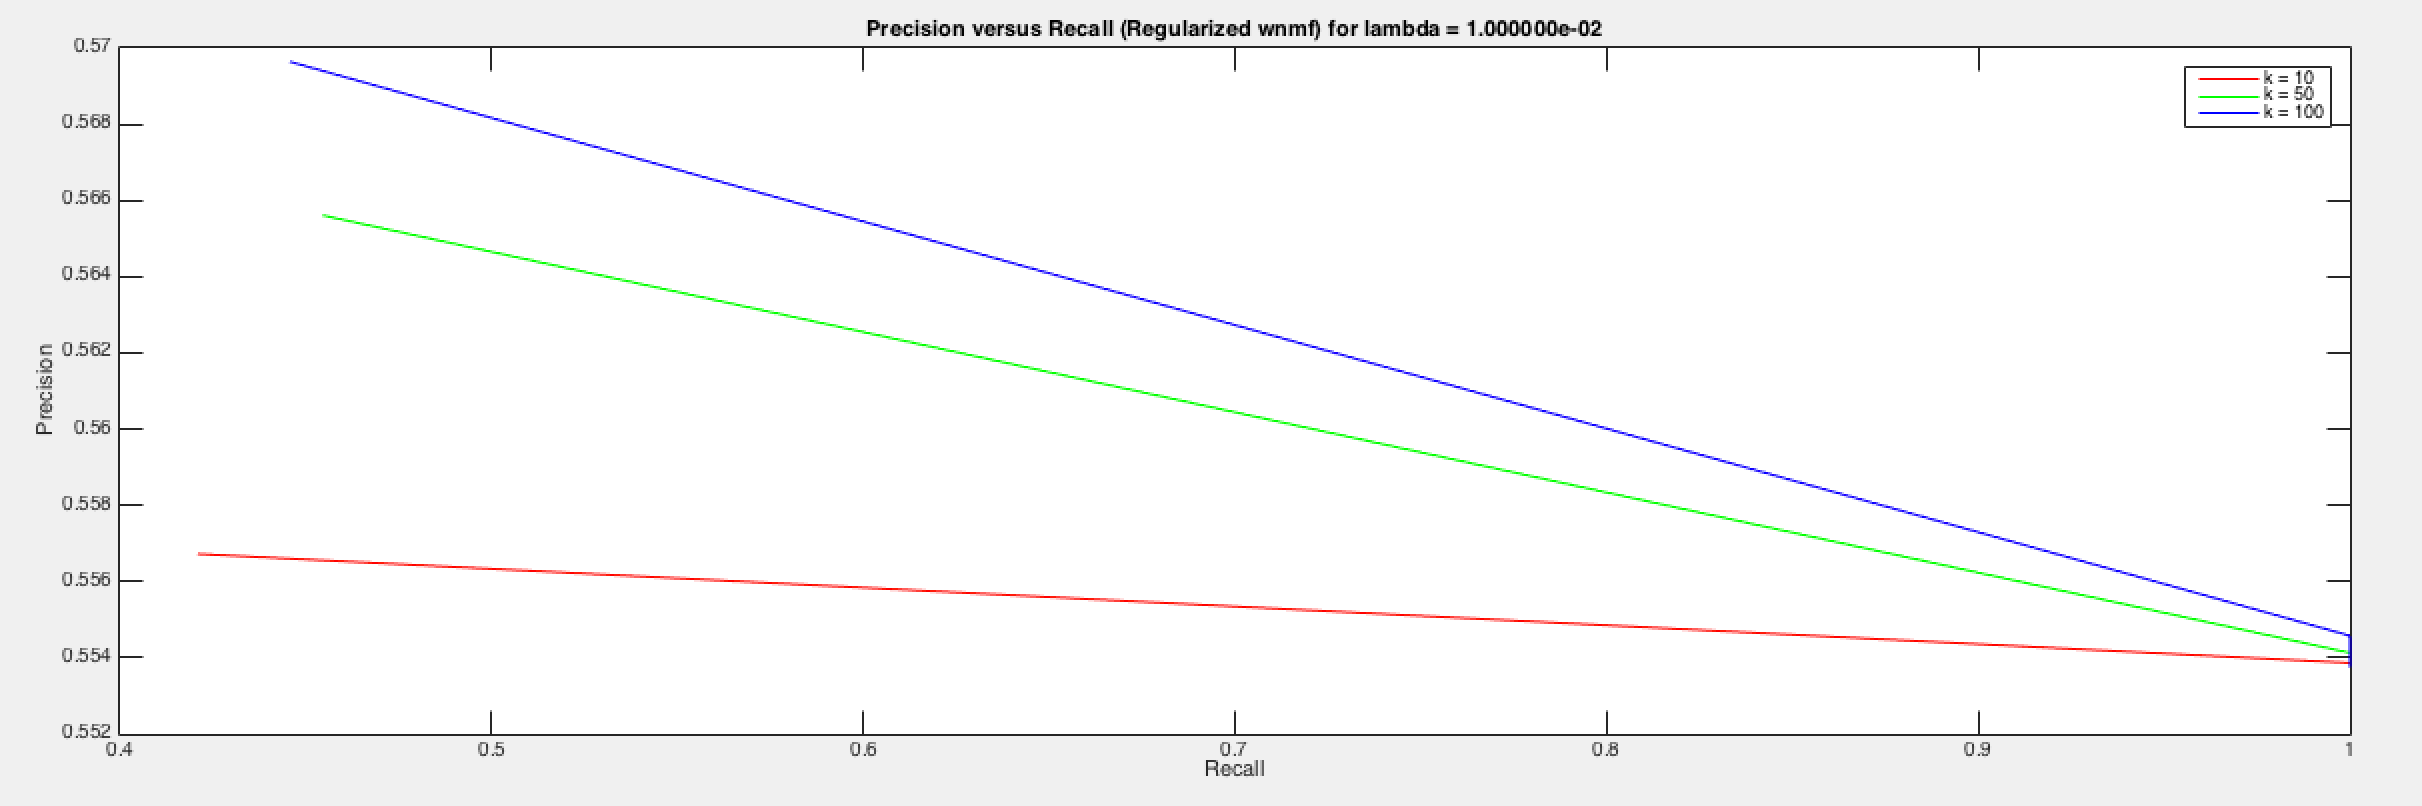 Precision versus Recall (Regularized wnmf) for lambda = 1.000000e-02
k = 10
k = 50
k = 100
0.57
0.568
0.566
0.564
0.562
0.56
0.558
0.556
0.554
0.552
Precision
0.4 0.5 0.6 0.7 0.8 0.9 1
Recall